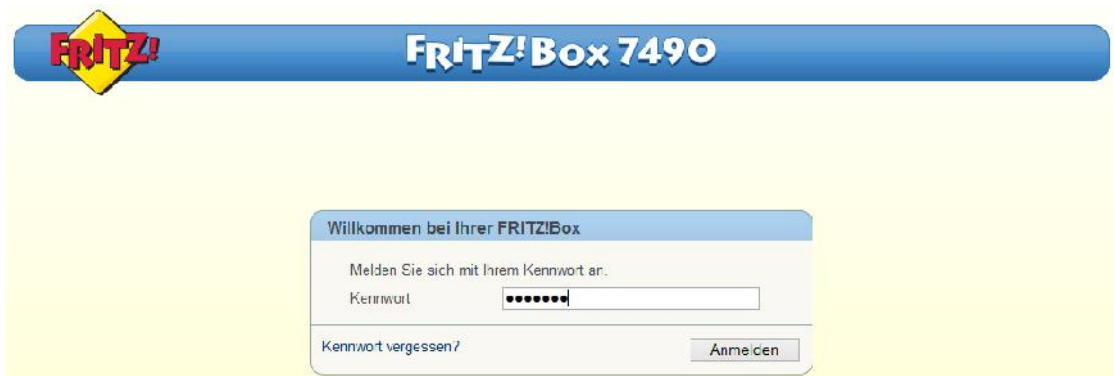 FRITZ!
FRITZ!Box 7490
Willkommen bei Ihrer FRITZ!Box
Melden Sie sich mit Ihrem Kennwort an.
Kennwort •••••••
Kennwort vergessen?
Anmelden